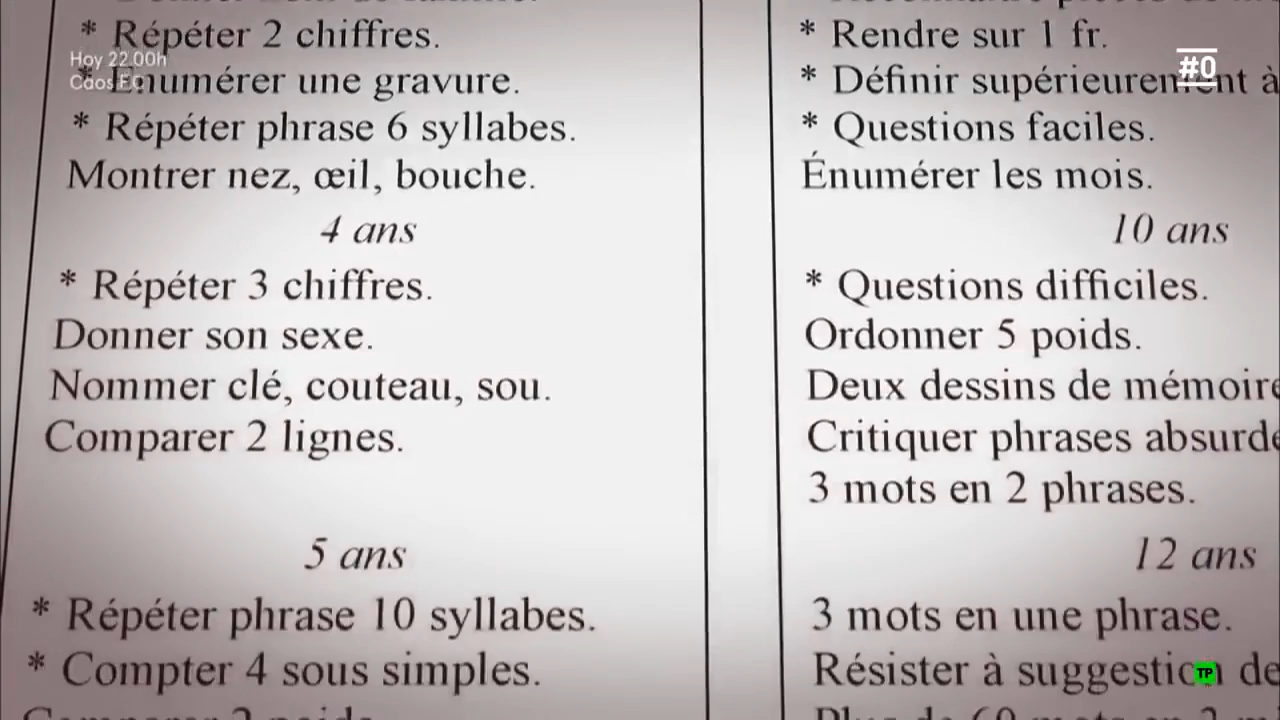 * Répéter 2 chiffres.
* Enumérer une gravure.
* Répéter phrase 6 syllabes.
Montrer nez, œil, bouche.
4 ans
* Répéter 3 chiffres.
Donner son sexe.
Nommer clé, couteau, sou.
Comparer 2 lignes.
5 ans
* Répéter phrase 10 syllabes.
* Compter 4 sous simples.
* Rendre sur 1 fr.
* Définir supérieurement à
* Questions faciles.
Énumérer les mois.
10 ans
* Questions difficiles.
Ordonner 5 poids.
Deux dessins de mémoire
Critiquer phrases absurde
3 mots en 2 phrases.
12 ans
3 mots en une phrase.
Résister à suggestion de
Hoy 22.00h
Caos F.C
#0
TP